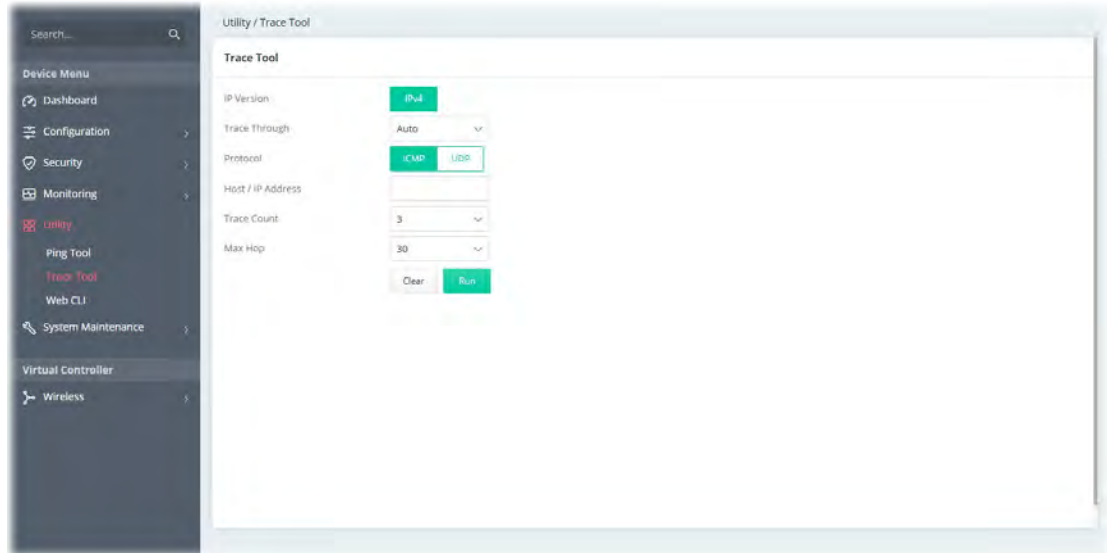 Search...
Device Menu
Dashboard
Configuration
Security
Monitoring
Utility
Ping Tool
Trace Tool
Web CLI
System Maintenance
Virtual Controller
Wireless
Utility / Trace Tool
Trace Tool
IP Version IPv4
Trace Through Auto
Protocol ICMP UDP
Host / IP Address
Trace Count 3
Max Hop 30
Clear Run